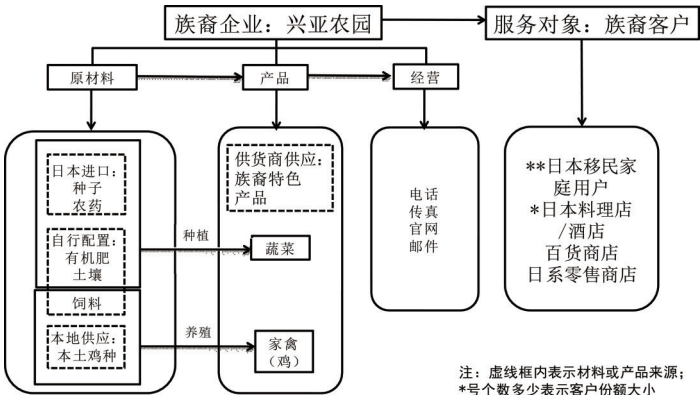 族裔企业：兴亚农园
服务对象：族裔客户
原材料
产品
经营
日本进口：
种子
农药
自行配置：
有机肥
土壤
饲料
本地供应：
本土鸡种
种植
养殖
供货商供应：
族裔特色
产品
蔬菜
家禽
（鸡）
电话
传真
官网
邮件
**日本移民家
庭用户
*日本料理店
/酒店
百货商店
日系零售商店
注：虚线框内表示材料或产品来源；
*号个数多少表示客户份额大小